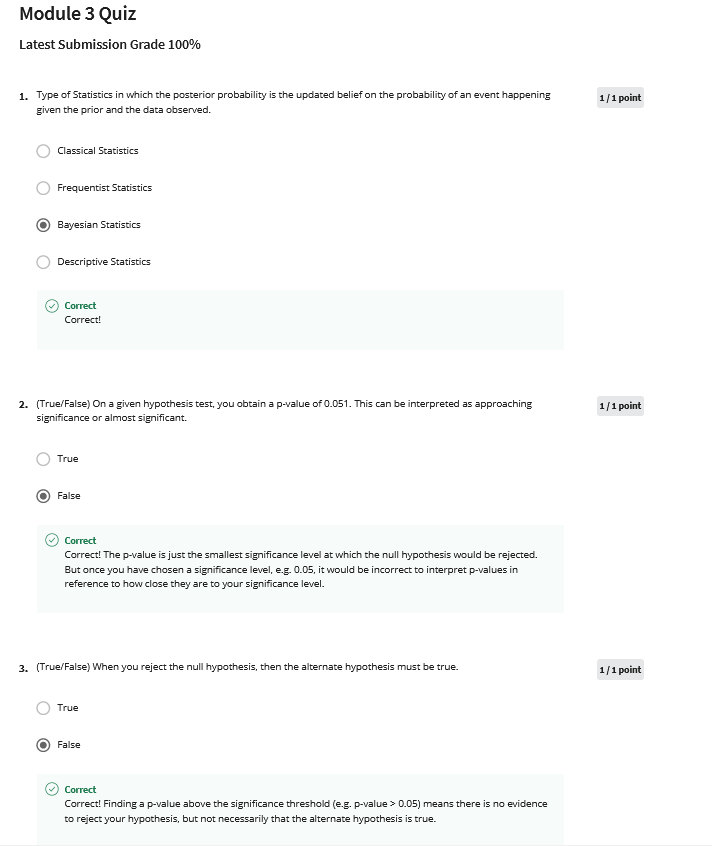 Module 3 Quiz
Latest Submission Grade 100%
1. Type of Statistics in which the posterior probability is the updated belief on the probability of an event happening
given the prior and the data observed.
1 / 1 point
Classical Statistics
Frequentist Statistics
Bayesian Statistics
Descriptive Statistics
Correct
Correct!
2. (True/False) On a given hypothesis test, you obtain a p-value of 0.051. This can be interpreted as approaching
significance or almost significant.
1 / 1 point
True
False
Correct
Correct! The p-value is just the smallest significance level at which the null hypothesis would be rejected.
But once you have chosen a significance level, e.g. 0.05, it would be incorrect to interpret p-values in
reference to how close they are to your significance level.
3. (True/False) When you reject the null hypothesis, then the alternate hypothesis must be true.
1 / 1 point
True
False
Correct
Correct! Finding a p-value above the significance threshold (e.g. p-value > 0.05) means there is no evidence
to reject your hypothesis, but not necessarily that the alternate hypothesis is true.